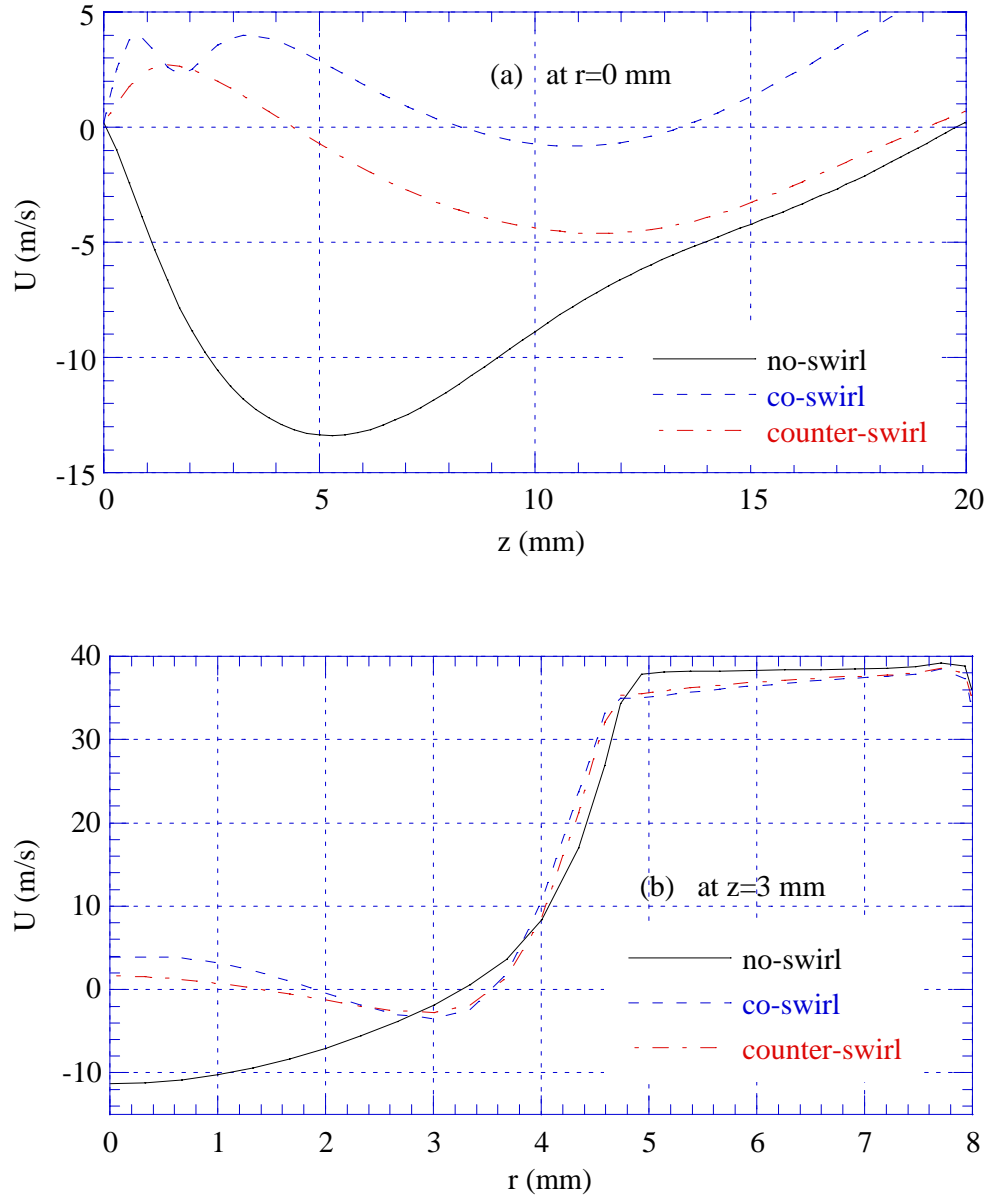 5
0
-5
-10
-15
U (m/s)
(a) at r=0 mm
no-swirl
co-swirl
counter-swirl
0 5 10 15 20
z (mm)
40
30
20
10
0
-10
U (m/s)
(b) at z=3 mm
no-swirl
co-swirl
counter-swirl
0 1 2 3 4 5 6 7 8
r (mm)